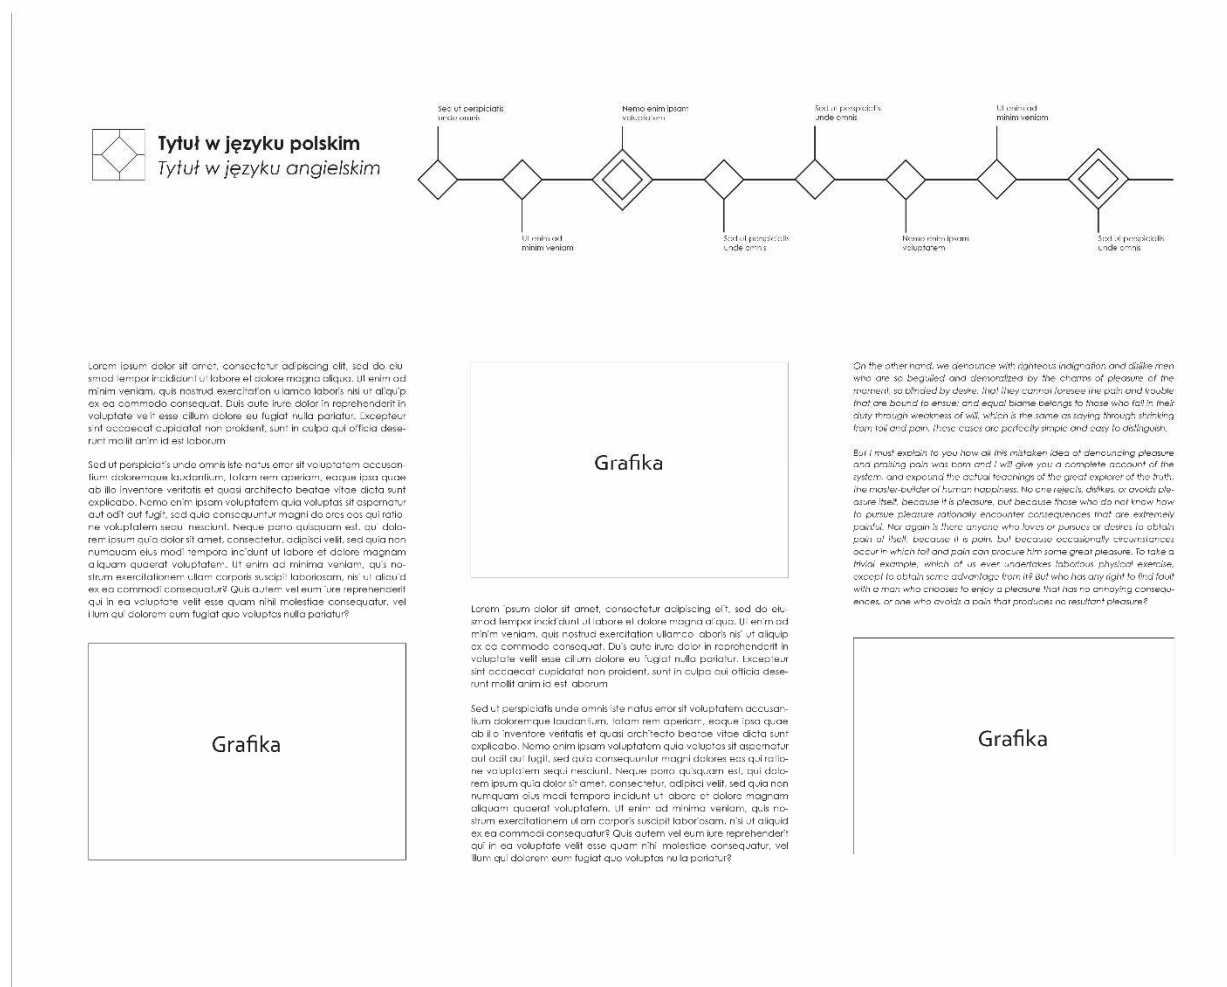 Tytuł w języku polskim
Tytuł w języku angielskim
Sed ut perspiciatis
unde omnis
Ut enim ad
minim veniam
Nemo enim ipsam
voluptatem
Sed ut perspiciatis
unde omnis
Sed ut perspiciatis
unde omnis
Nemo enim ipsam
voluptatem
Ut enim ad
minim veniam
Sed ut perspiciatis
unde omnis
Lorem ipsum dolor sit amet, consectetur adipiscing elit, sed do eiu-
smod tempor incididunt ut labore et dolore magna aliqua. Ut enim ad
minim veniam, quis nostrud exercitation ullamco laboris nisi ut aliquip
ex ea commodo consequat. Duis aute irure dolor in reprehenderit in
voluptate velit esse cillum dolore eu fugiat nulla pariatur. Excepteur
sint occaecat cupidatat non proident, sunt in culpa qui officia dese-
runt mollit anim id est laborum
Sed ut perspiciatis unde omnis iste natus error sit voluptatem accusan-
tium doloremque laudantium, totam rem aperiam, eaque ipsa quae
ab illo inventore veritatis et quasi architecto beatae vitae dicta sunt
explicabo. Nemo enim ipsam voluptatem quia voluptas sit aspernatur
aut odit aut fugit, sed quia consequuntur magni dolores eos qui ratio-
ne voluptatem sequi nesciunt. Neque porro quisquam est, qui dolo-
rem ipsum quia dolor sit amet, consectetur, adipisci velit, sed quia non
numquam eius modi tempora incidunt ut labore et dolore magnam
aliquam quaerat voluptatem. Ut enim ad minima veniam, quis no-
strum exercitationem ullam corporis suscipit laboriosam, nisi ut aliquid
ex ea commodi consequatur? Quis autem vel eum iure reprehenderit
qui in ea voluptate velit esse quam nihil molestiae consequatur, vel
illum qui dolorem eum fugiat quo voluptas nulla pariatur?
Grafika
Grafika
Lorem ipsum dolor sit amet, consectetur adipiscing elit, sed do eiu-
smod tempor incididunt ut labore et dolore magna aliqua. Ut enim ad
minim veniam, quis nostrud exercitation ullamco laboris nisi ut aliquip
ex ea commodo consequat. Duis aute irure dolor in reprehenderit in
voluptate velit esse cillum dolore eu fugiat nulla pariatur. Excepteur
sint occaecat cupidatat non proident, sunt in culpa qui officia dese-
runt mollit anim id est laborum
Sed ut perspiciatis unde omnis iste natus error sit voluptatem accusan-
tium doloremque laudantium, totam rem aperiam, eaque ipsa quae
ab illo inventore veritatis et quasi architecto beatae vitae dicta sunt
explicabo. Nemo enim ipsam voluptatem quia voluptas sit aspernatur
aut odit aut fugit, sed quia consequuntur magni dolores eos qui ratio-
ne voluptatem sequi nesciunt. Neque porro quisquam est, qui dolo-
rem ipsum quia dolor sit amet, consectetur, adipisci velit, sed quia non
numquam eius modi tempora incidunt ut labore et dolore magnam
aliquam quaerat voluptatem. Ut enim ad minima veniam, quis no-
strum exercitationem ullam corporis suscipit laboriosam, nisi ut aliquid
ex ea commodi consequatur? Quis autem vel eum iure reprehenderit
qui in ea voluptate velit esse quam nihil molestiae consequatur, vel
illum qui dolorem eum fugiat quo voluptas nulla pariatur?
On the other hand, we denounce with righteous indignation and dislike men
who are so beguiled and demoralized by the charms of pleasure of the
moment, so blinded by desire, that they cannot foresee the pain and trouble
that are bound to ensue; and equal blame belongs to those who fail in their
duty through weakness of will, which is the same as saying through shrinking
from toil and pain. These cases are perfectly simple and easy to distinguish.
But I must explain to you how all this mistaken idea of denouncing pleasure
and praising pain was born and I will give you a complete account of the
system, and expound the actual teachings of the great explorer of the truth,
the master-builder of human happiness. No one rejects, dislikes, or avoids ple-
asure itself, because it is pleasure, but because those who do not know how
to pursue pleasure rationally encounter consequences that are extremely
painful. Nor again is there anyone who loves or pursues or desires to obtain
pain of itself, because it is pain, but because occasionally circumstances
occur in which toil and pain can procure him some great pleasure. To take a
trivial example, which of us ever undertakes laborious physical exercise,
except to obtain some advantage from it? But who has any right to find fault
with a man who chooses to enjoy a pleasure that has no annoying consequ-
ences, or one who avoids a pain that produces no resultant pleasure?
Grafika